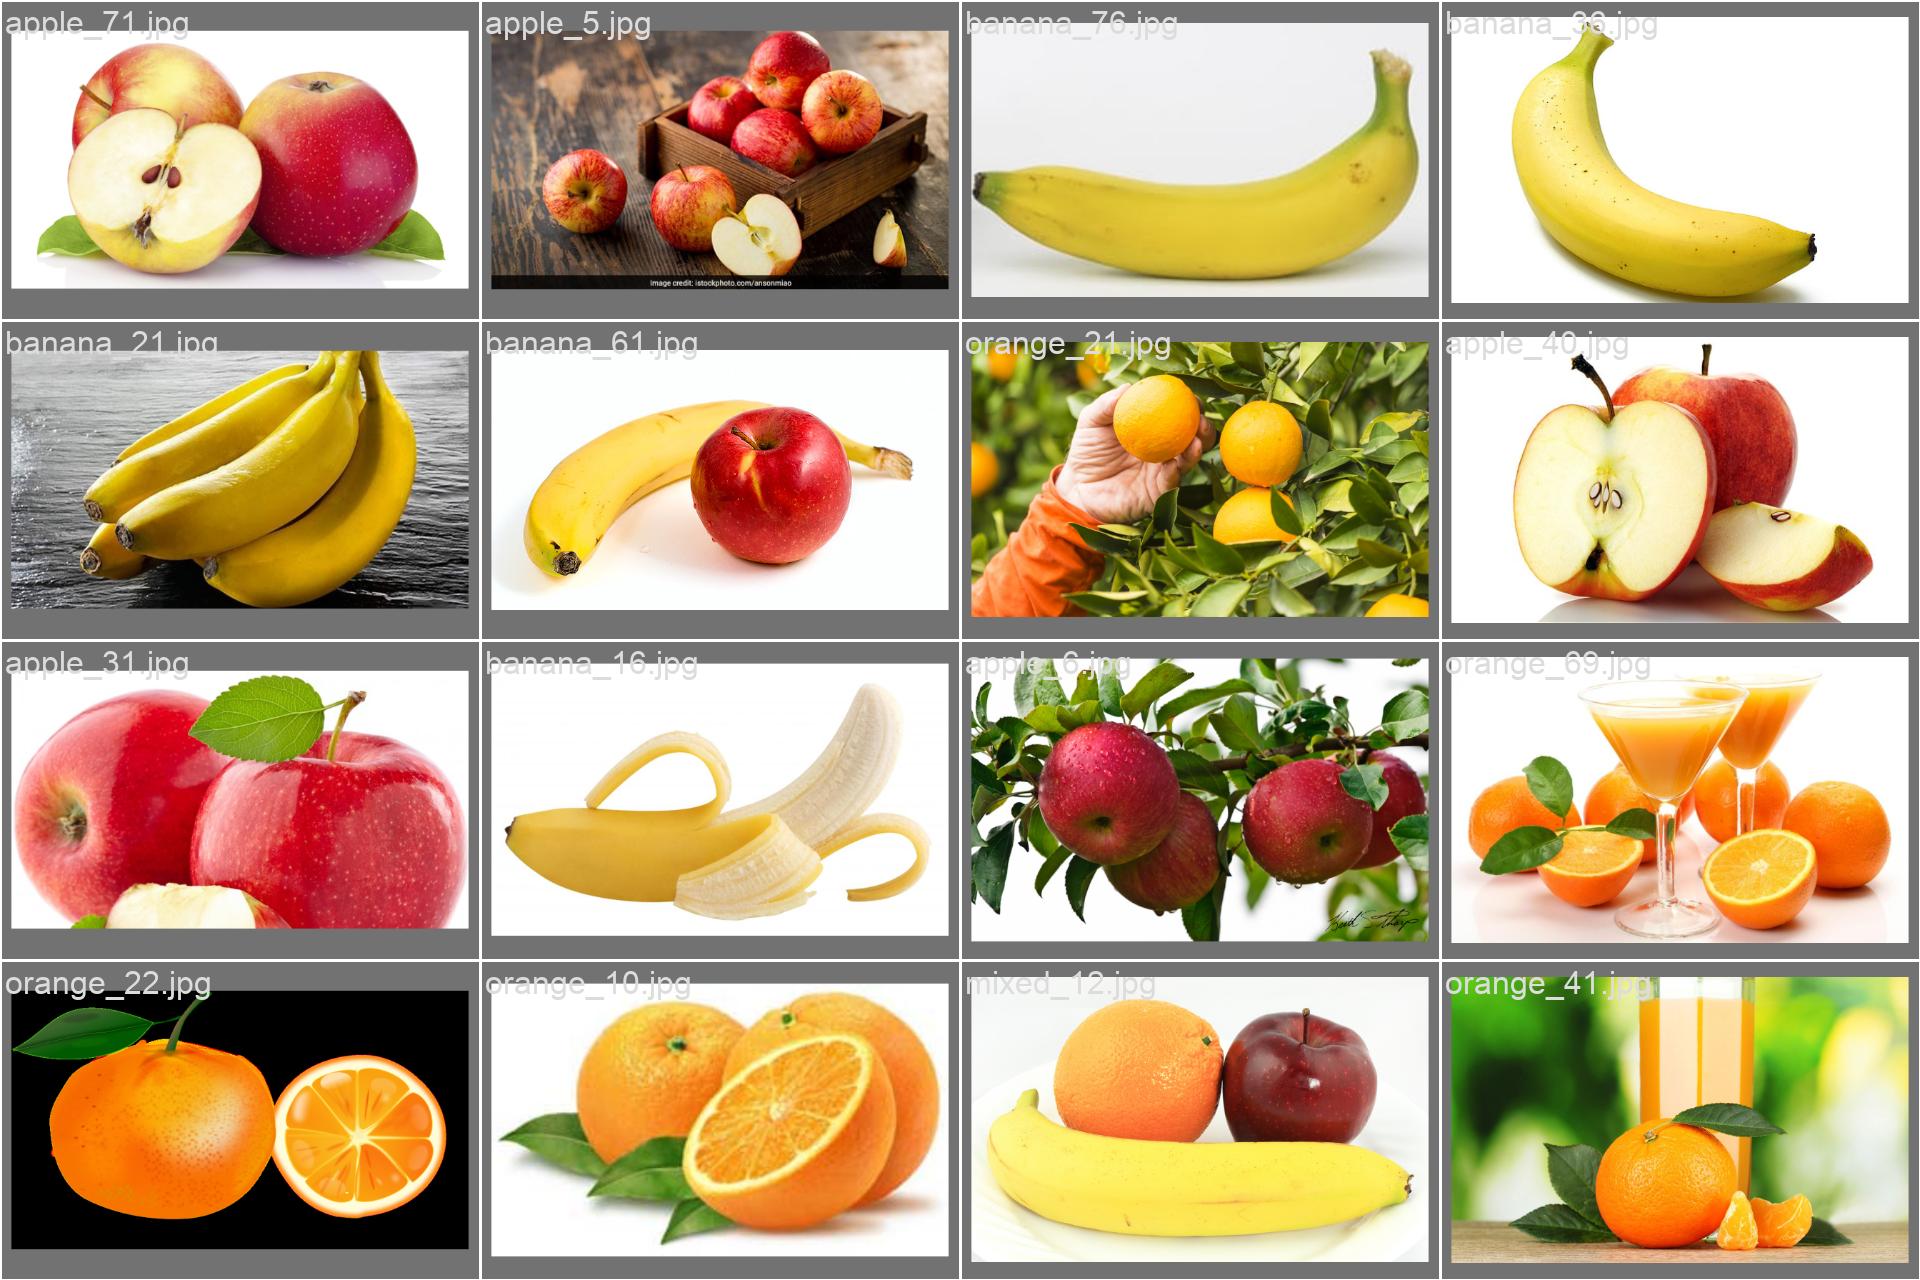 apple_71.jpg
apple_5.jpg
banana_76.jpg
banana_36.jpg
image credit: istockphoto.com/ansonmiao
banana_21.jpg
banana_61.jpg
orange_21.jpg
apple_40.jpg
apple_31.jpg
banana_16.jpg
apple_6.jpg
orange_69.jpg
orange_22.jpg
orange_10.jpg
mixed_12.jpg
orange_41.jpg